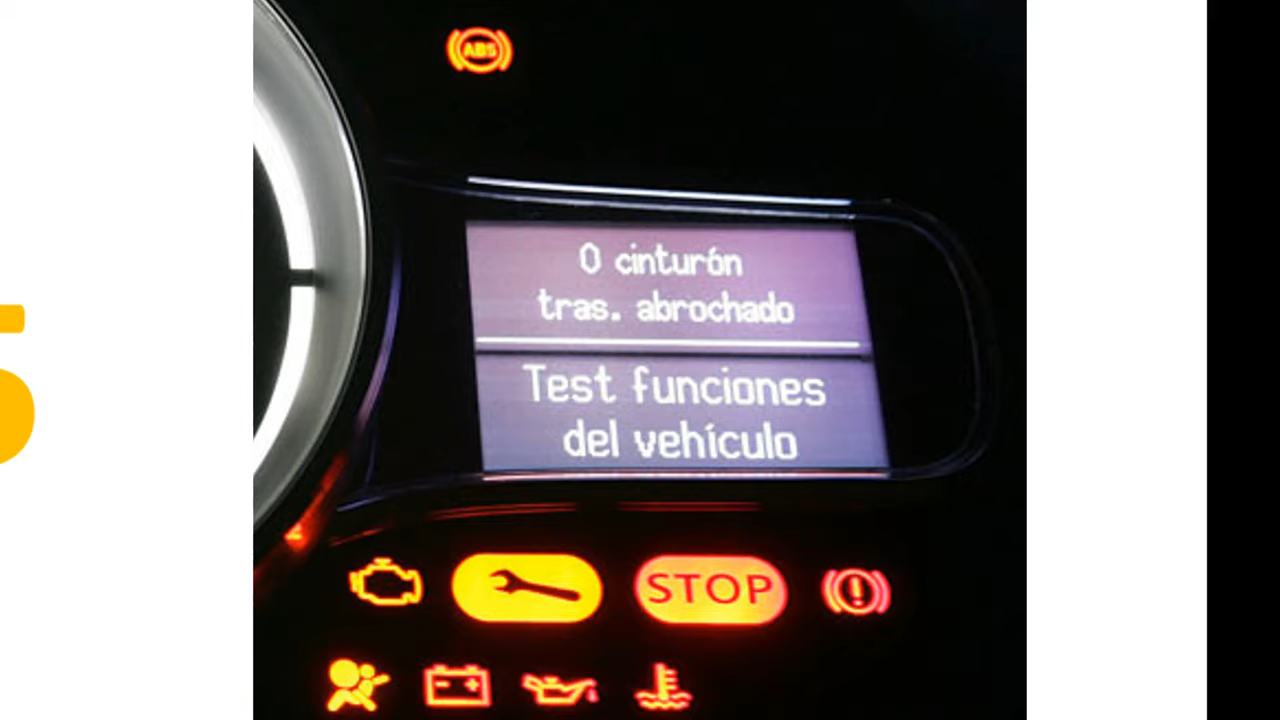 ABS
0 cinturón
tras. abrochado
Test funciones
del vehículo
STOP